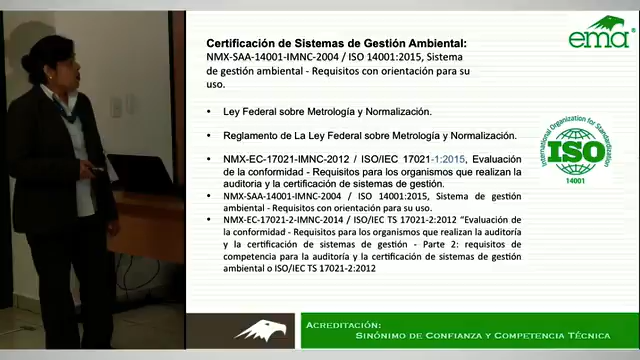 Certificación de Sistemas de Gestión Ambiental:
NMX-SAA-14001-IMNC-2004 / ISO 14001:2015, Sistema
de gestión ambiental - Requisitos con orientación para su
uso.
• Ley Federal sobre Metrología y Normalización.
• Reglamento de La Ley Federal sobre Metrología y Normalización.
• NMX-EC-17021-IMNC-2012 / ISO/IEC 17021-1:2015, Evaluación
de la conformidad - Requisitos para los organismos que realizan la
auditoria y la certificación de sistemas de gestión.
• NMX-SAA-14001-IMNC-2004 / ISO 14001:2015, Sistema de gestión
ambiental - Requisitos con orientación para su uso.
• NMX-EC-17021-2-IMNC-2014 / ISO/IEC TS 17021-2:2012 “Evaluación de
la conformidad - Requisitos para los organismos que realizan la auditoría
y la certificación de sistemas de gestión - Parte 2: requisitos de
competencia para la auditoría y la certificación de sistemas de gestión
ambiental o ISO/IEC TS 17021-2:2012
ema®
International Organization for Standardization
ISO
14001
ACREDITACIÓN:
SINÓNIMO DE CONFIANZA Y COMPETENCIA TÉCNICA